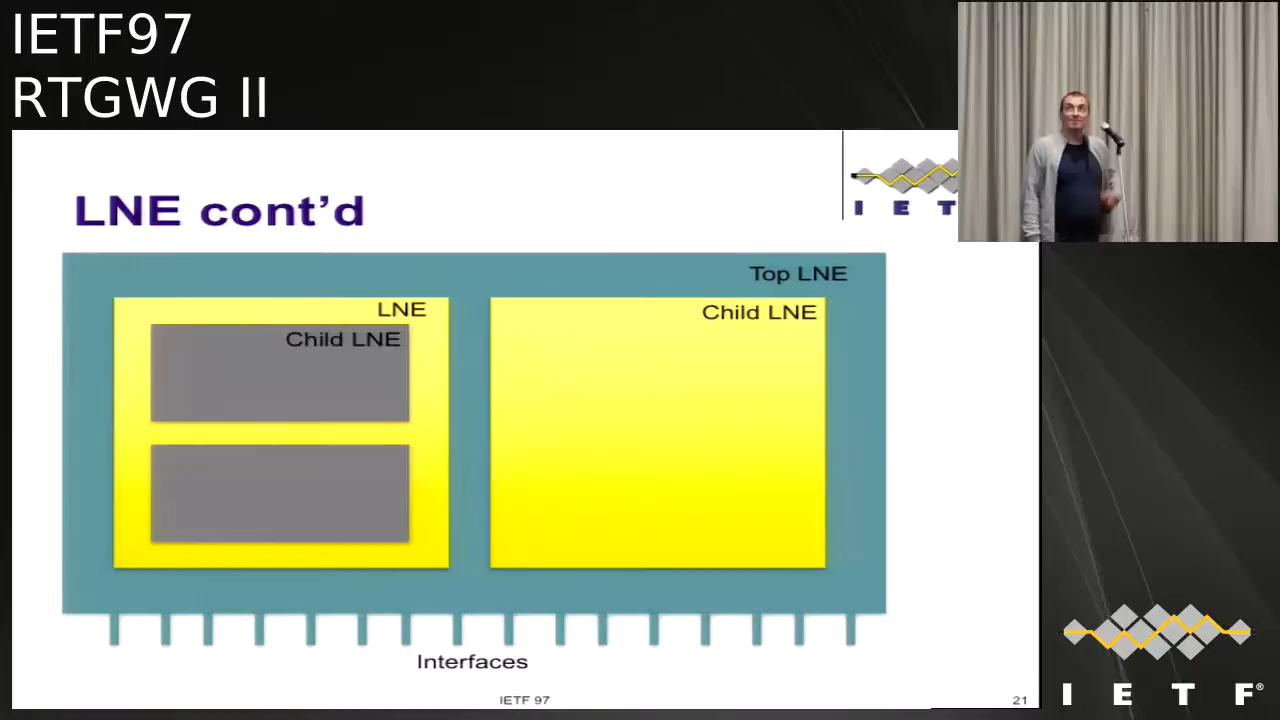 IETF97
RTGWG II
LNE cont'd
I E T
Top LNE
LNE
Child LNE
Child LNE
Interfaces
IETF 97
21
I E T F®